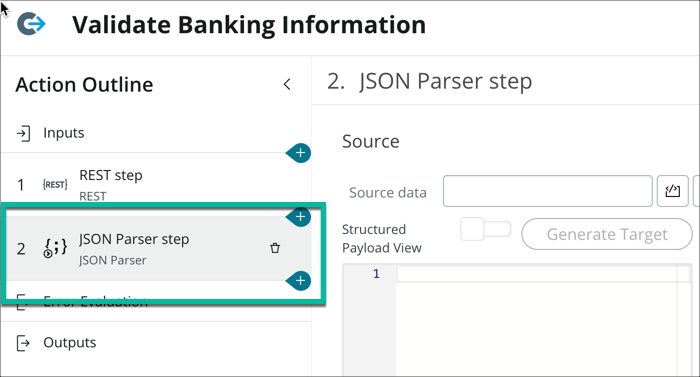 Validate Banking Information
Action Outline
Inputs
1 {REST} REST step
REST
2 {;} JSON Parser step
JSON Parser
Error Evaluation
Outputs
2. JSON Parser step
Source
Source data
Structured
Payload View
Generate Target
1